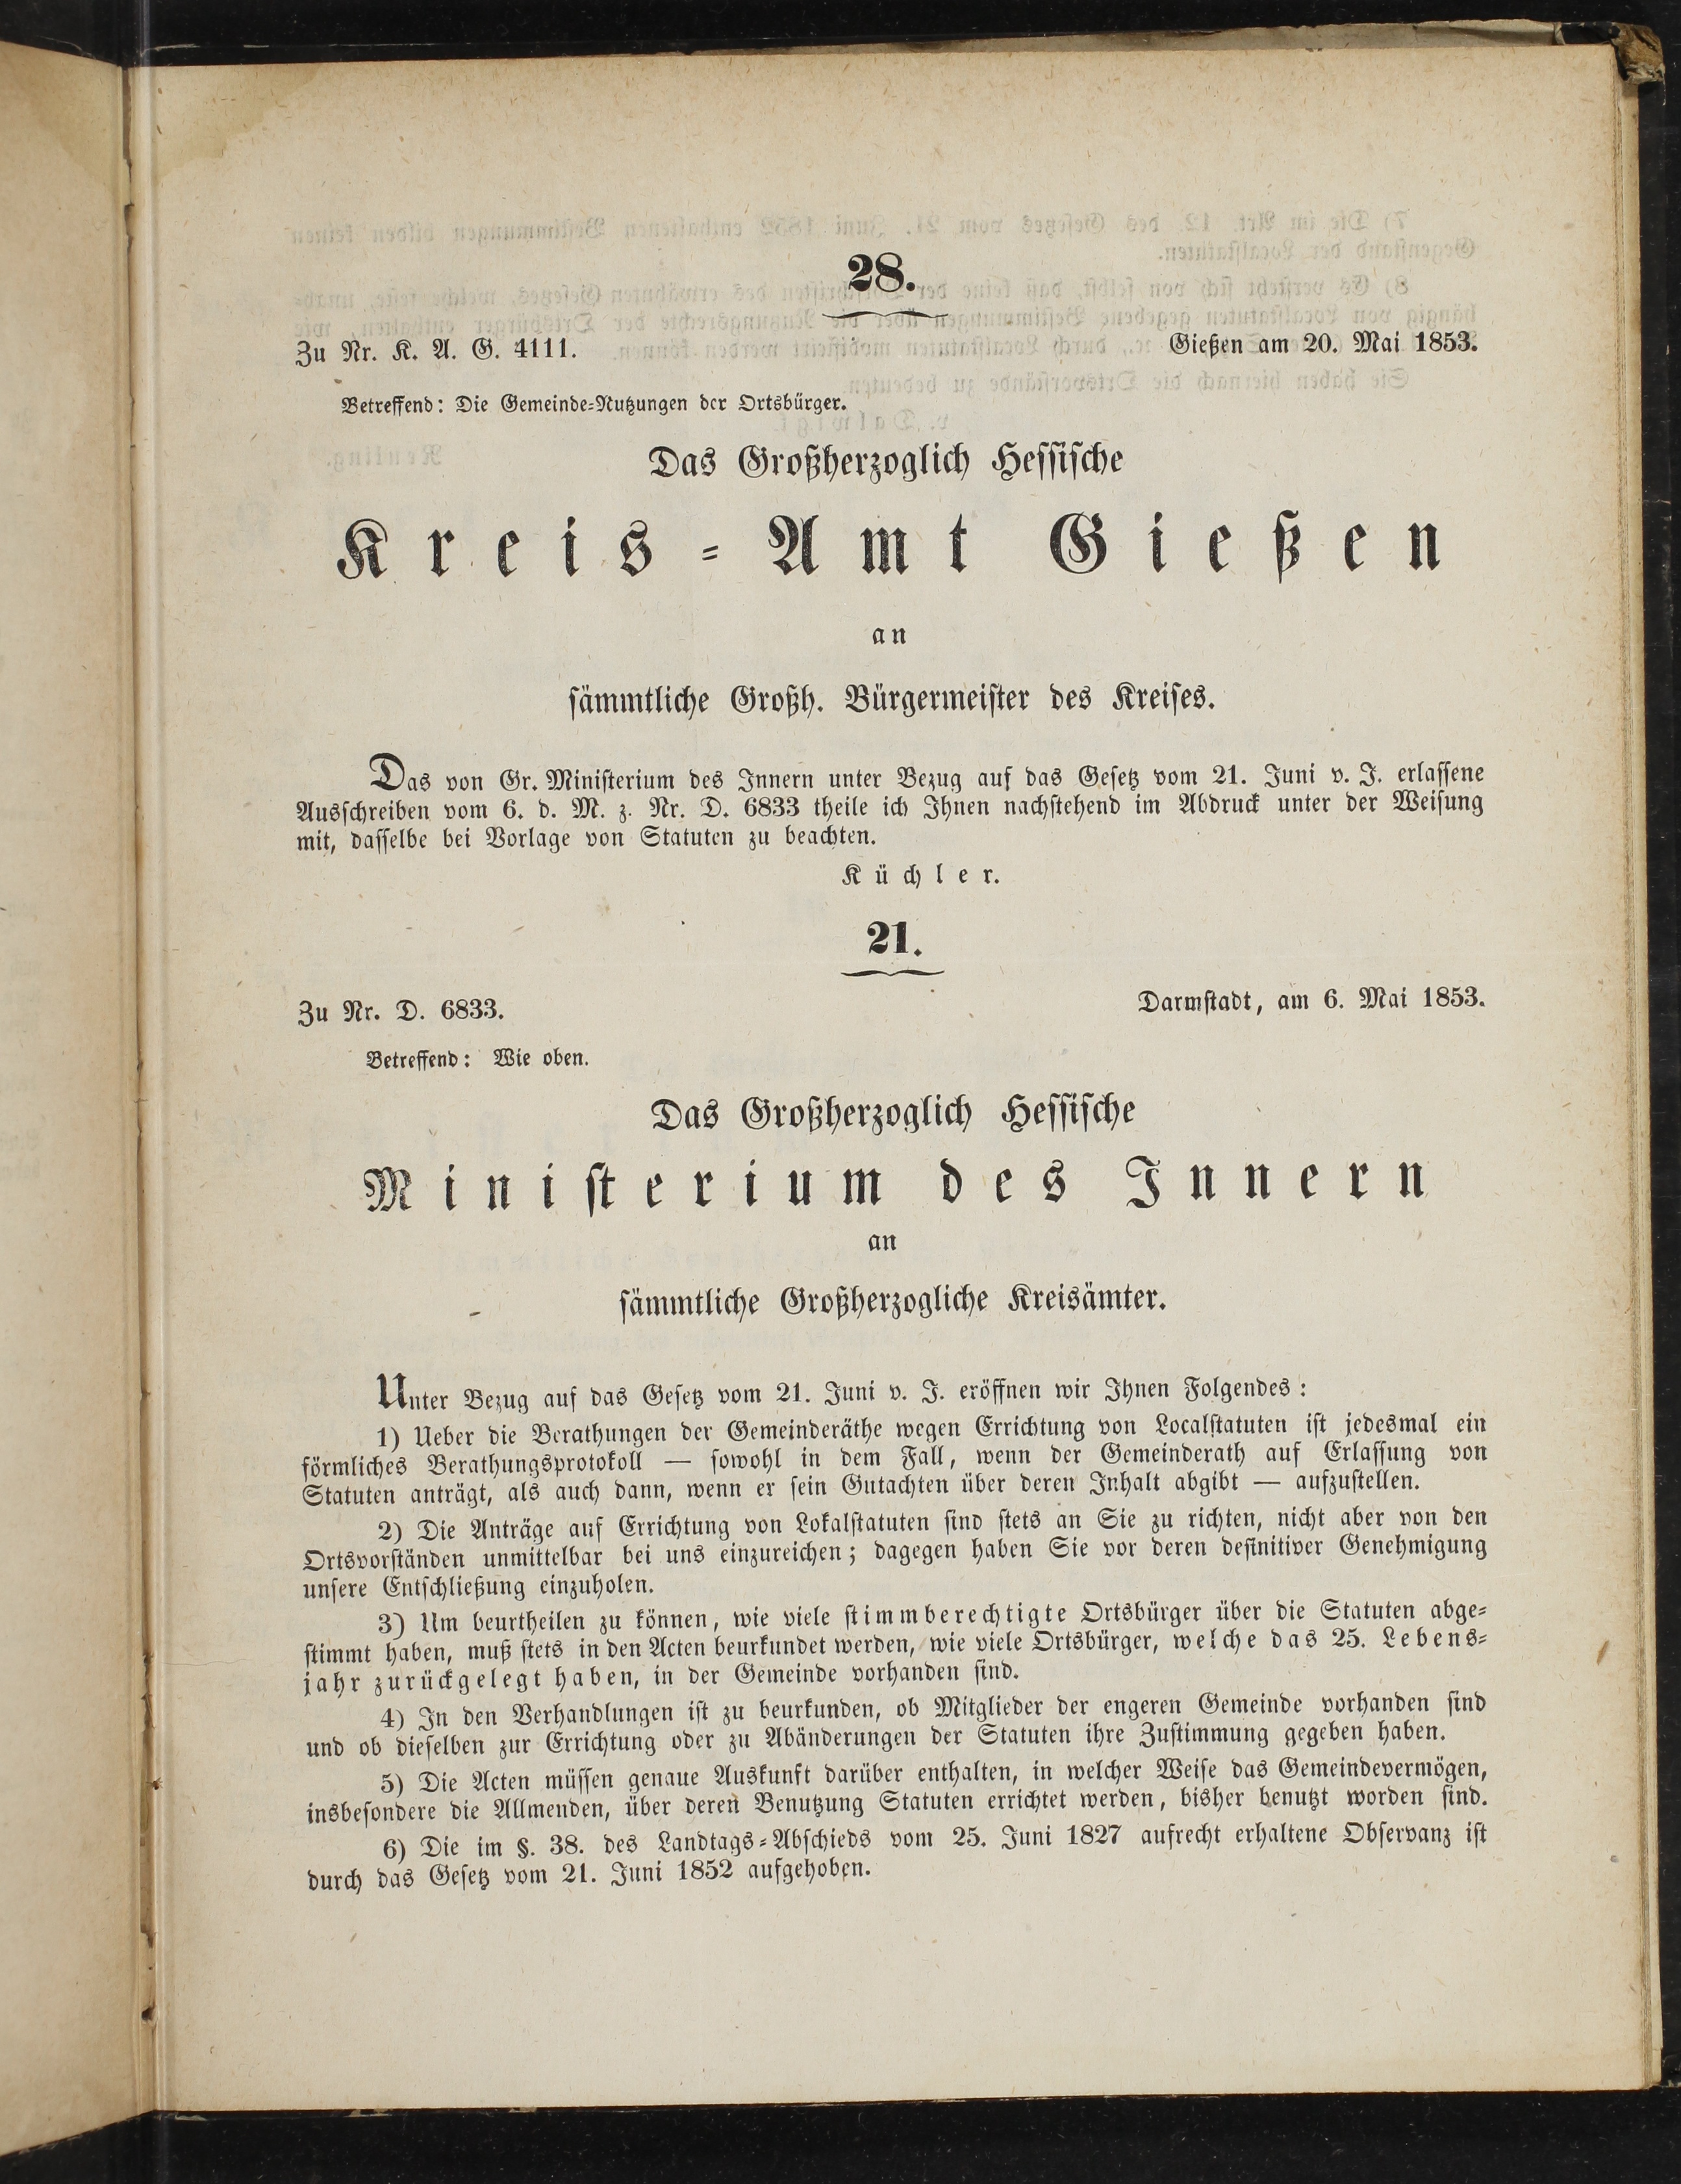 28.
Zu Nr. K. A. G. 4111.
Gießen am 20. Mai 1853.
Betreffend: Die Gemeinde-Nutzungen der Ortsbürger.
Das Großherzoglich Hessische
Kreis-Amt Gießen
an
sämmtliche Großh. Bürgermeister des Kreises.
Das von Gr. Ministerium des Innern unter Bezug auf das Gesetz vom 21. Juni v. J. erlassene
Ausschreiben vom 6. d. M. z. Nr. D. 6833 theile ich Ihnen nachstehend im Abdruck unter der Weisung
mit, dasselbe bei Vorlage von Statuten zu beachten.
Küchler.
21.
Zu Nr. D. 6833.
Darmstadt, am 6. Mai 1853.
Betreffend: Wie oben.
Das Großherzoglich Hessische
Ministerium des Innern
an
sämmtliche Großherzogliche Kreisämter.
Unter Bezug auf das Gesetz vom 21. Juni v. J. eröffnen wir Ihnen Folgendes:
1) Ueber die Berathungen der Gemeinderäthe wegen Errichtung von Localstatuten ist jedesmal ein
förmliches Berathungsprotokoll — sowohl in dem Fall, wenn der Gemeinderath auf Erlassung von
Statuten anträgt, als auch dann, wenn er sein Gutachten über deren Inhalt abgibt — aufzustellen.
2) Die Anträge auf Errichtung von Lokalstatuten sind stets an Sie zu richten, nicht aber von den
Ortsvorständen unmittelbar bei uns einzureichen; dagegen haben Sie vor deren definitiver Genehmigung
unsere Entschließung einzuholen.
3) Um beurtheilen zu können, wie viele stimmberechtigte Ortsbürger über die Statuten abge-
stimmt haben, muß stets in den Acten beurkundet werden, wie viele Ortsbürger, welche das 25. Lebens-
jahr zurückgelegt haben, in der Gemeinde vorhanden sind.
4) In den Verhandlungen ist zu beurkunden, ob Mitglieder der engeren Gemeinde vorhanden sind
und ob dieselben zur Errichtung oder zu Abänderungen der Statuten ihre Zustimmung gegeben haben.
5) Die Acten müssen genaue Auskunft darüber enthalten, in welcher Weise das Gemeindevermögen,
insbesondere die Allmenden, über deren Benutzung Statuten errichtet werden, bisher benutzt worden sind.
6) Die im §. 38. des Landtags-Abschieds vom 25. Juni 1827 aufrecht erhaltene Observanz ist
durch das Gesetz vom 21. Juni 1852 aufgehoben.